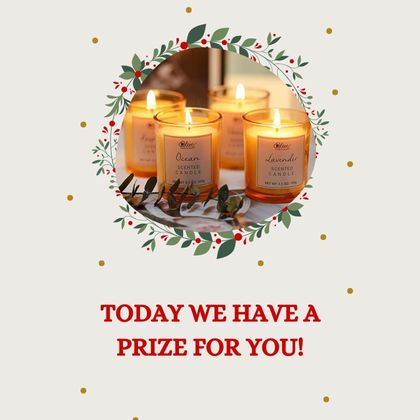 Ocean
SCENTED
CANDLE
Lavender
SCENTED
CANDLE
TODAY WE HAVE A
PRIZE FOR YOU!